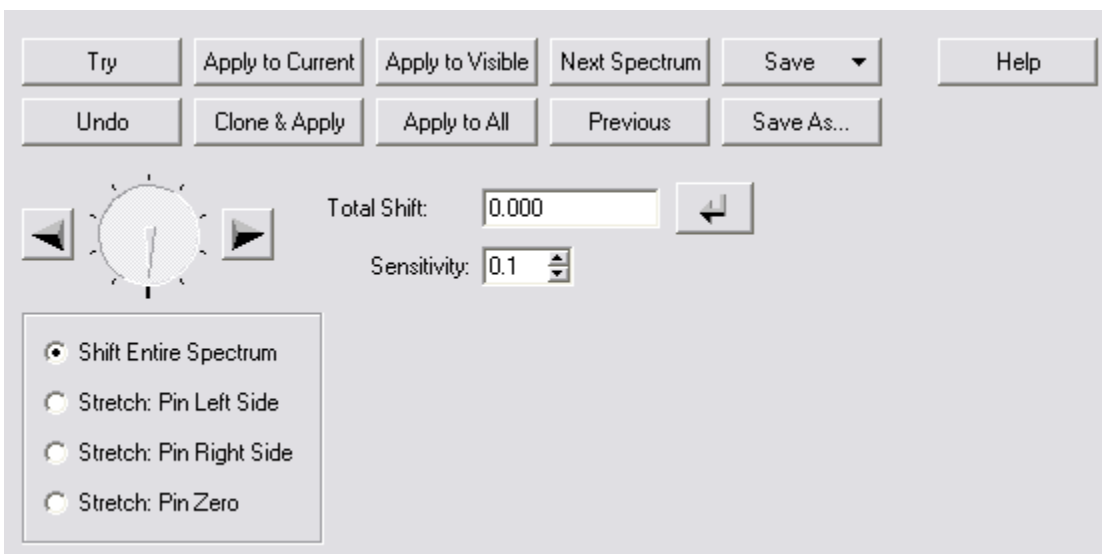 Try Apply to Current Apply to Visible Next Spectrum Save Help
Undo Clone & Apply Apply to All Previous Save As...
Total Shift: 0.000
Sensitivity: 0.1
Shift Entire Spectrum
Stretch: Pin Left Side
Stretch: Pin Right Side
Stretch: Pin Zero